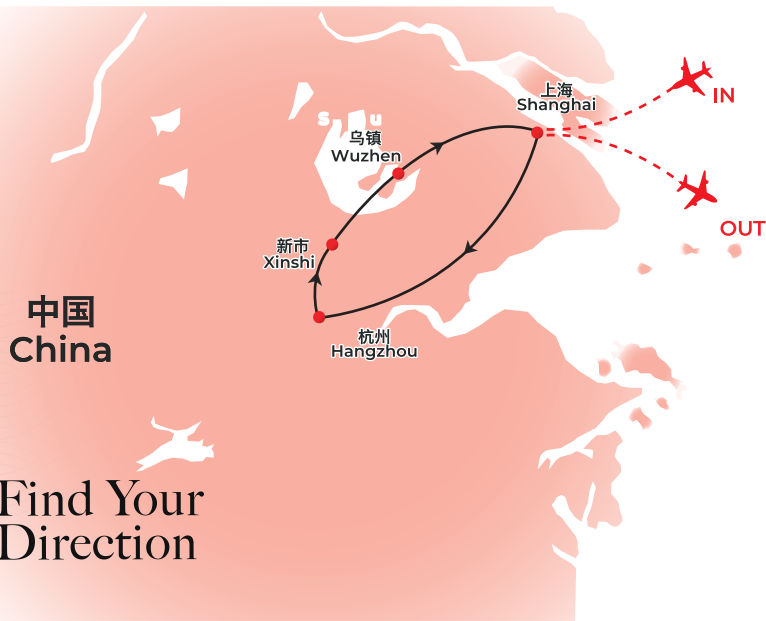 上海
Shanghai
IN
乌镇
Wuzhen
OUT
新市
Xinshi
中国
China
杭州
Hangzhou
Find Your
Direction